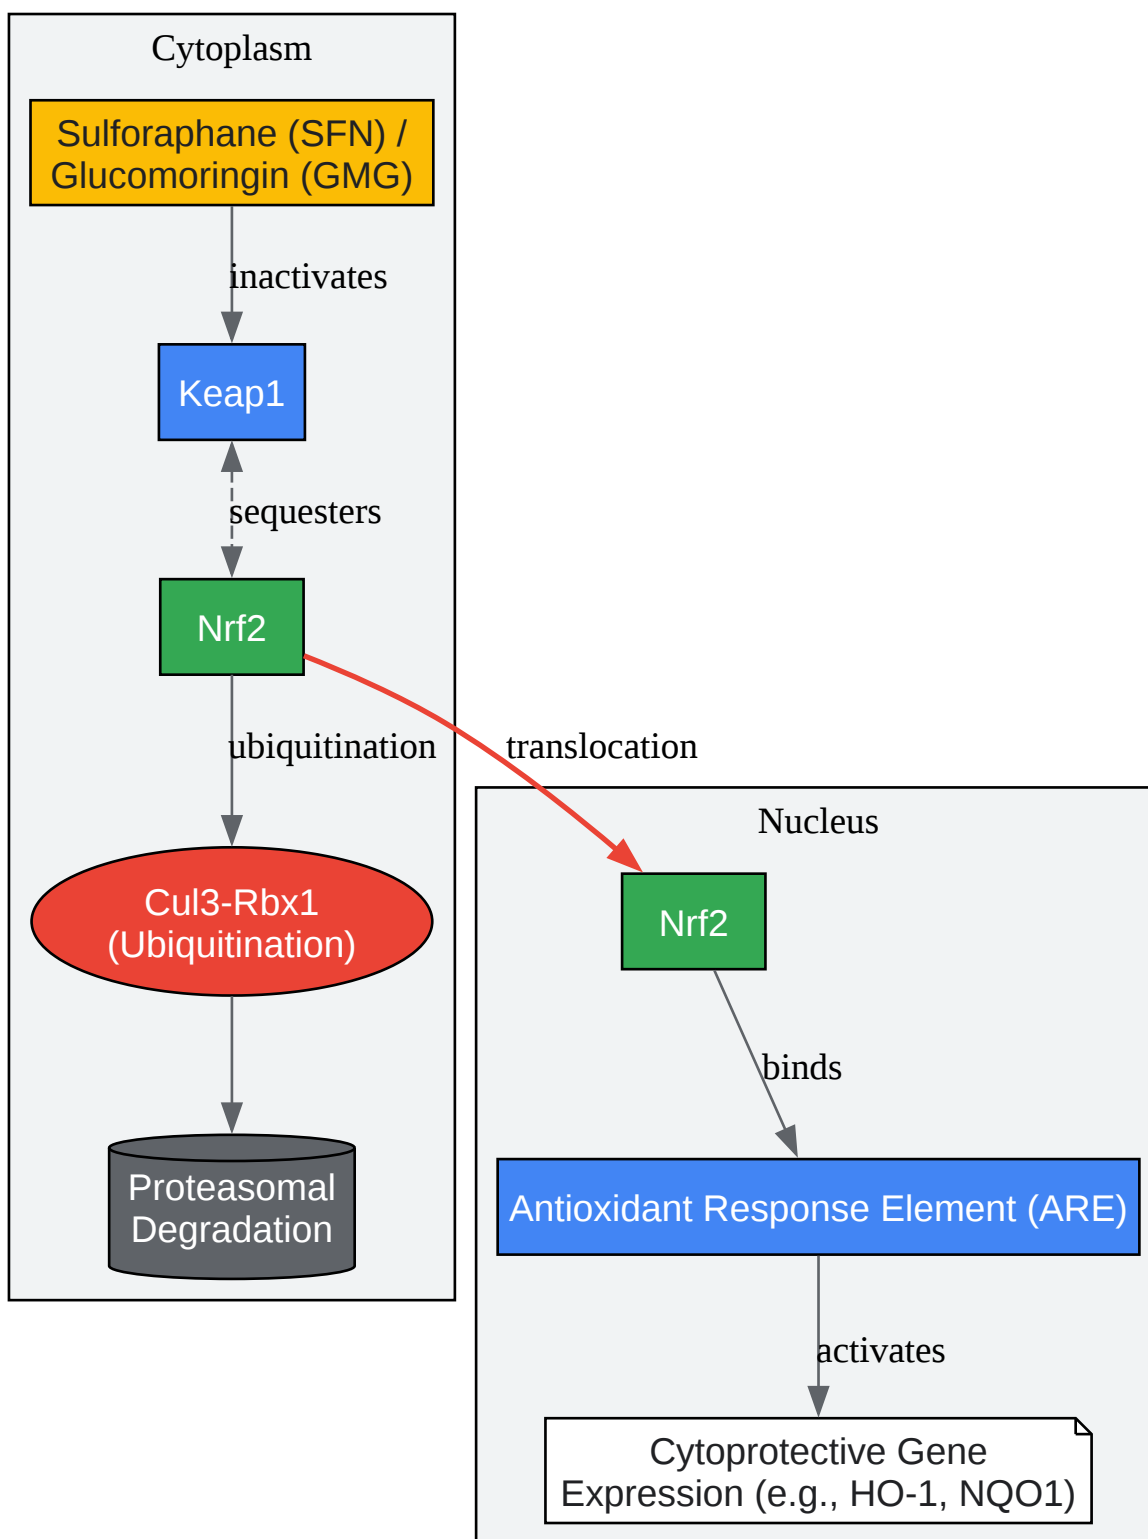 Cytoplasm
Sulforaphane (SFN) /
Glucomoringin (GMG)
inactivates
Keap1
sequesters
Nrf2
ubiquitination
translocation
Cul3-Rbx1
(Ubiquitination)
Proteasomal
Degradation
Nucleus
Nrf2
binds
Antioxidant Response Element (ARE)
activates
Cytoprotective Gene
Expression (e.g., HO-1, NQO1)